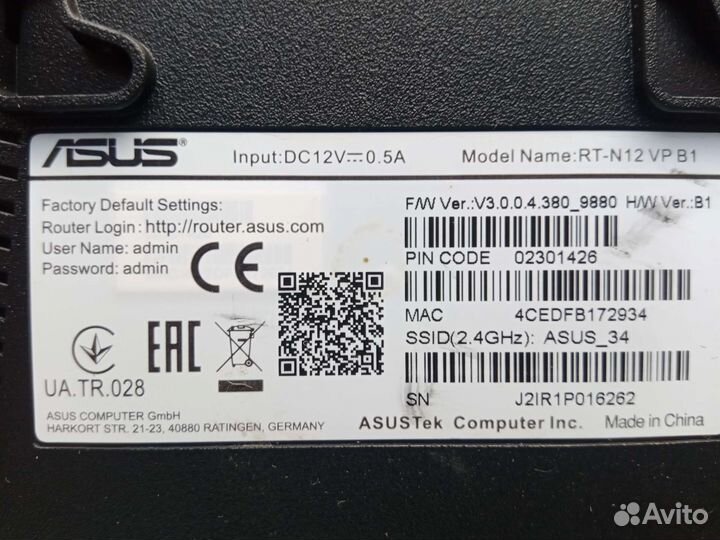 ASUS Input:DC12V⎓0.5A Model Name:RT-N12 VP B1
Factory Default Settings:
Router Login: http://router.asus.com
User Name: admin
Password: admin
CE
F/W Ver.:V3.0.0.4.380_9880 H/W Ver.:B1
PIN CODE 02301426
MAC 4CEDFB172934
SSID(2.4GHz): ASUS_34
SN J2IR1P016262
EAC
UA.TR.028
ASUS COMPUTER GmbH
HARKORT STR. 21-23, 40880 RATINGEN, GERMANY
ASUSTek Computer Inc. Made in China
Avito